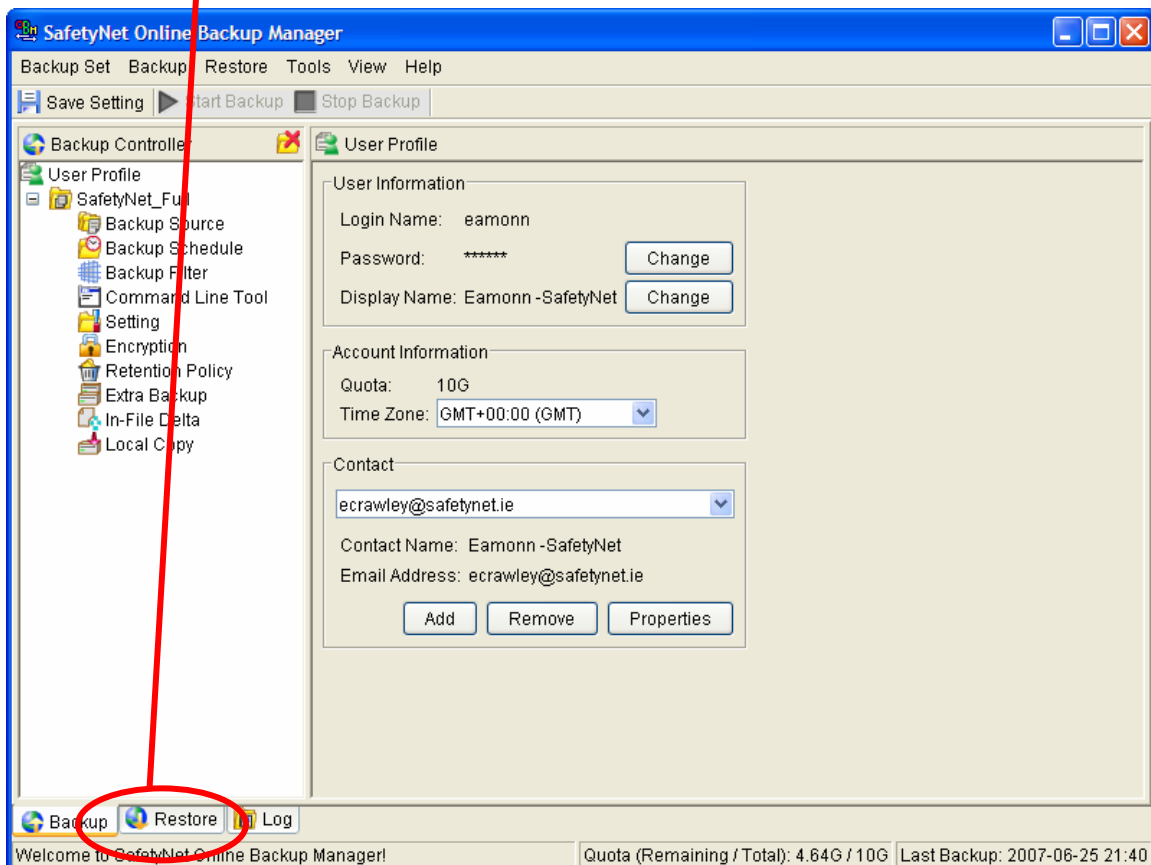 SafetyNet Online Backup Manager
Backup Set Backup Restore Tools View Help
Save Setting Start Backup Stop Backup
Backup Controller
User Profile
SafetyNet_Full
Backup Source
Backup Schedule
Backup Filter
Command Line Tool
Setting
Encryption
Retention Policy
Extra Backup
In-File Delta
Local Copy
User Profile
User Information
Login Name: eamonn
Password: ****** Change
Display Name: Eamonn -SafetyNet Change
Account Information
Quota: 10G
Time Zone: GMT+00:00 (GMT)
Contact
ecrawley@safetynet.ie
Contact Name: Eamonn -SafetyNet
Email Address: ecrawley@safetynet.ie
Add Remove Properties
Backup Restore Log
Welcome to SafetyNet Online Backup Manager! Quota (Remaining / Total): 4.64G / 10G Last Backup: 2007-06-25 21:40